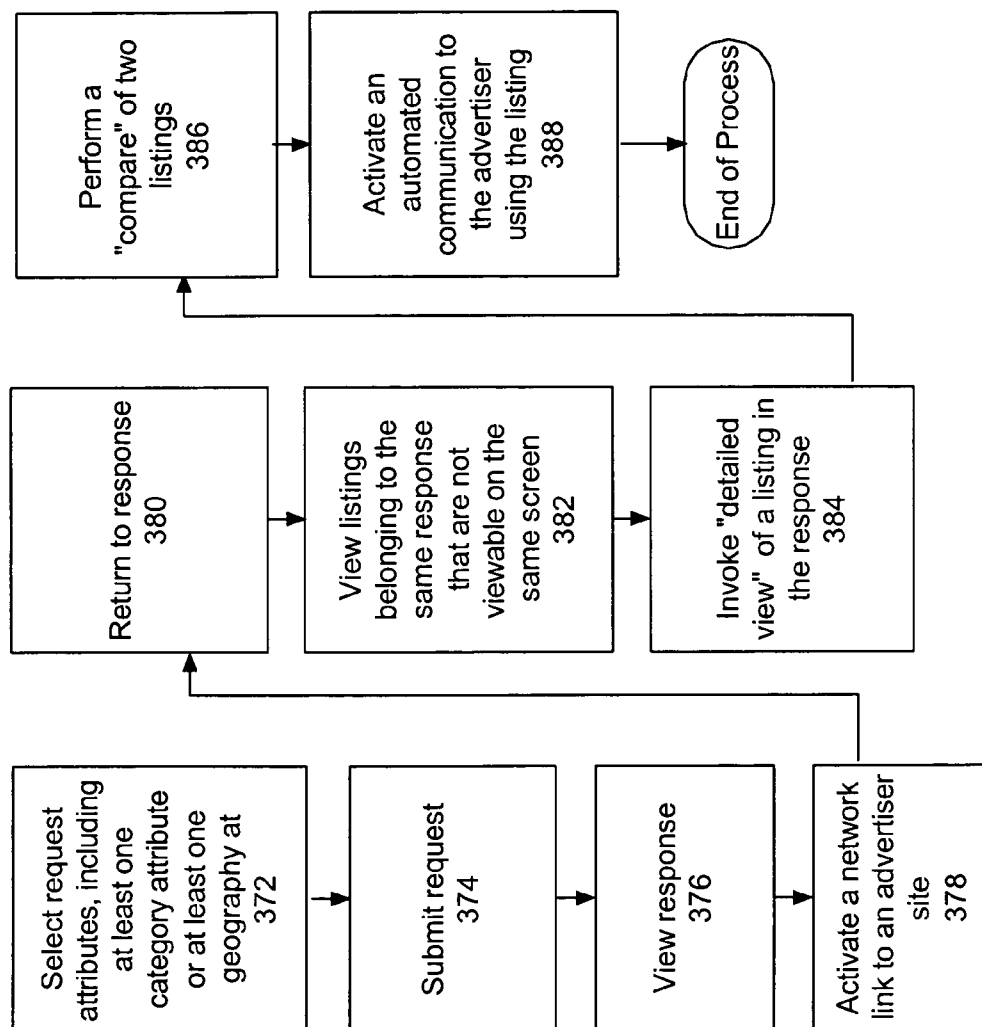 Select request
attributes, including
at least one
category attribute
or at least one
geography at
372
Submit request
374
View response
376
Activate a network
link to an advertiser
site
378
Return to response
380
View listings
belonging to the
same response
that are not
viewable on the
same screen
382
Invoke "detailed
view" of a listing in
the response
384
Perform a
"compare" of two
listings
386
Activate an
automated
communication to
the advertiser
using the listing
388
End of Process